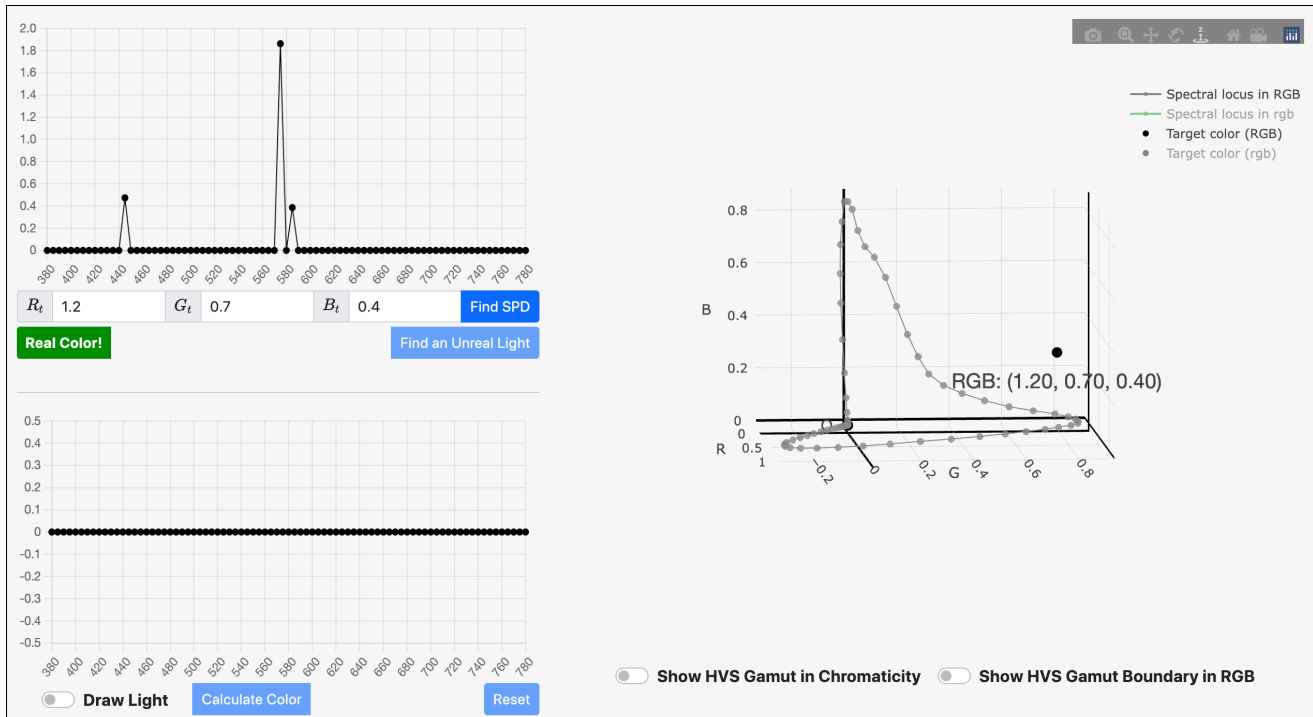 2.0
1.8
1.6
1.4
1.2
1.0
0.8
0.6
0.4
0.2
0
380 400 420 440 460 480 500 520 540 560 580 600 620 640 660 680 700 720 740 760 780
Rt 1.2 Gt 0.7 Bt 0.4 Find SPD
Real Color! Find an Unreal Light
0.5
0.4
0.3
0.2
0.1
0
-0.1
-0.2
-0.3
-0.4
-0.5
380 400 420 440 460 480 500 520 540 560 580 600 620 640 660 680 700 720 740 760 780
Draw Light Calculate Color Reset
z
Spectral locus in RGB
Spectral locus in rgb
Target color (RGB)
Target color (rgb)
0.8
0.6
B 0.4
0.2
RGB: (1.20, 0.70, 0.40)
0
0
R 0.5
1
−0.2 0 0.2 G 0.4 0.6 0.8
Show HVS Gamut in Chromaticity Show HVS Gamut Boundary in RGB